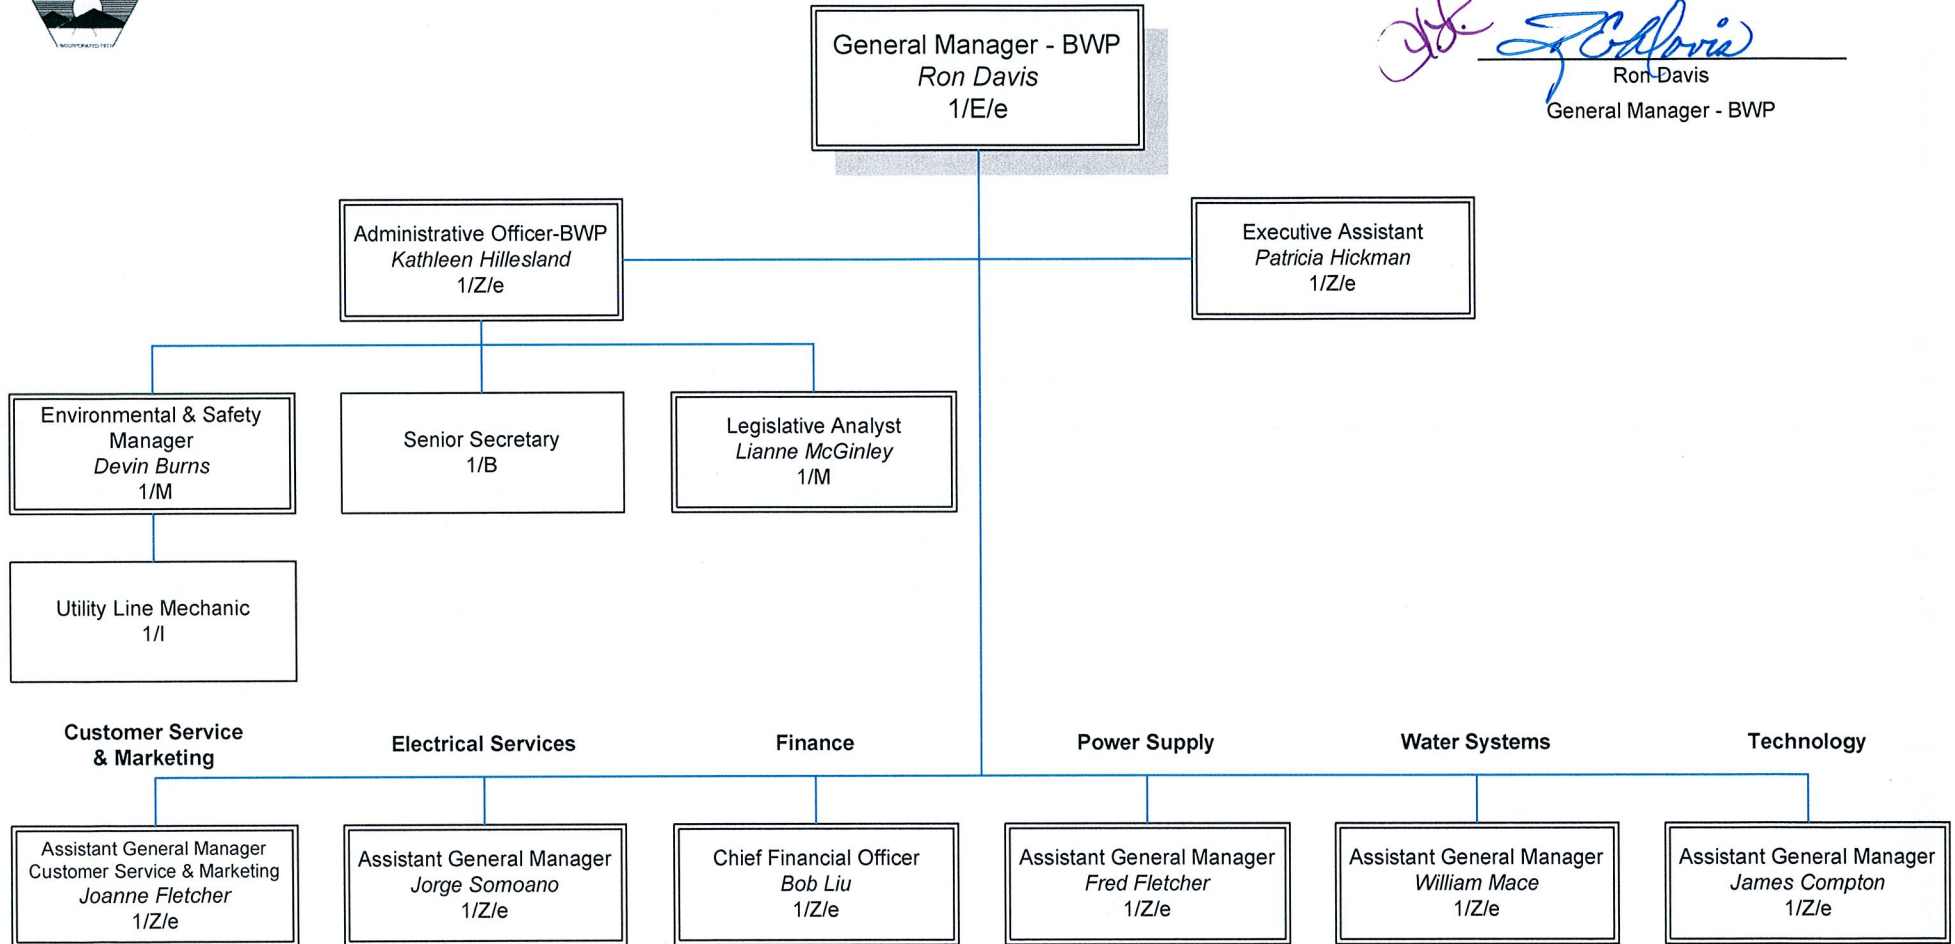 INCORPORATED 1911
General Manager - BWP
Ron Davis
1/E/e
Ron Davis
General Manager - BWP
Administrative Officer-BWP
Kathleen Hillesland
1/Z/e
Executive Assistant
Patricia Hickman
1/Z/e
Environmental & Safety
Manager
Devin Burns
1/M
Senior Secretary
1/B
Legislative Analyst
Lianne McGinley
1/M
Utility Line Mechanic
1/I
Customer Service
& Marketing
Electrical Services
Finance
Power Supply
Water Systems
Technology
Assistant General Manager
Customer Service & Marketing
Joanne Fletcher
1/Z/e
Assistant General Manager
Jorge Somoano
1/Z/e
Chief Financial Officer
Bob Liu
1/Z/e
Assistant General Manager
Fred Fletcher
1/Z/e
Assistant General Manager
William Mace
1/Z/e
Assistant General Manager
James Compton
1/Z/e